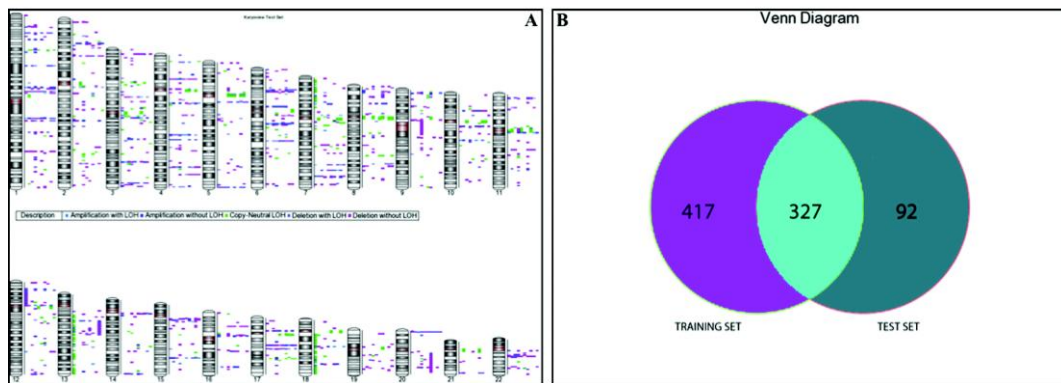 Karyoview Test Set
A
1 2 3 4 5 6 7 8 9 10 11
Description Amplification with LOH Amplification without LOH Copy-Neutral LOH Deletion with LOH Deletion without LOH
12 13 14 15 16 17 18 19 20 21 22
B
Venn Diagram
417 327 92
TRAINING SET TEST SET